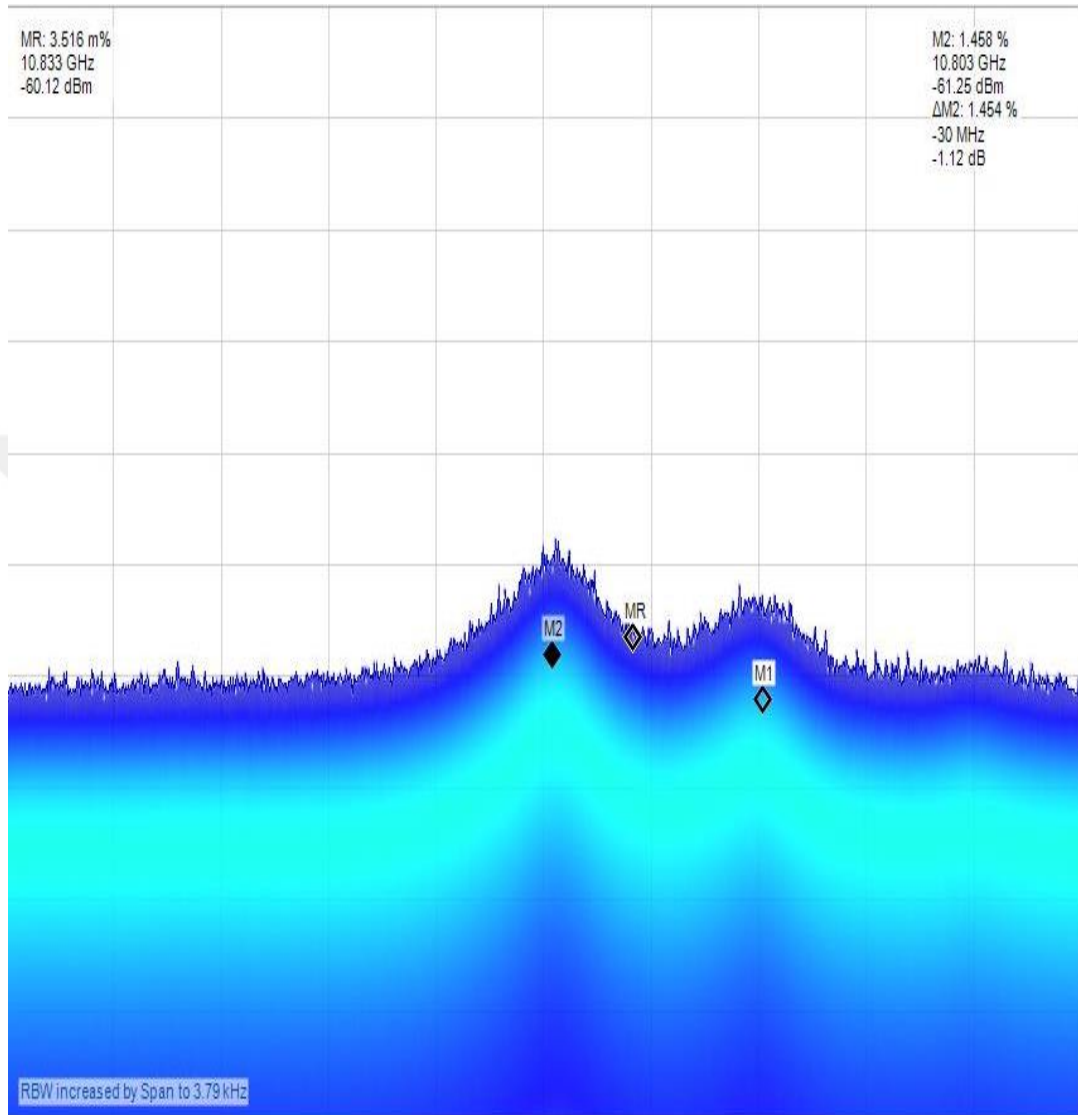 MR: 3.516 m%
10.833 GHz
-60.12 dBm
M2: 1.458 %
10.803 GHz
-61.25 dBm
ΔM2: 1.454 %
-30 MHz
-1.12 dB
MR
M2
M1
RBW increased by Span to 3.79 kHz